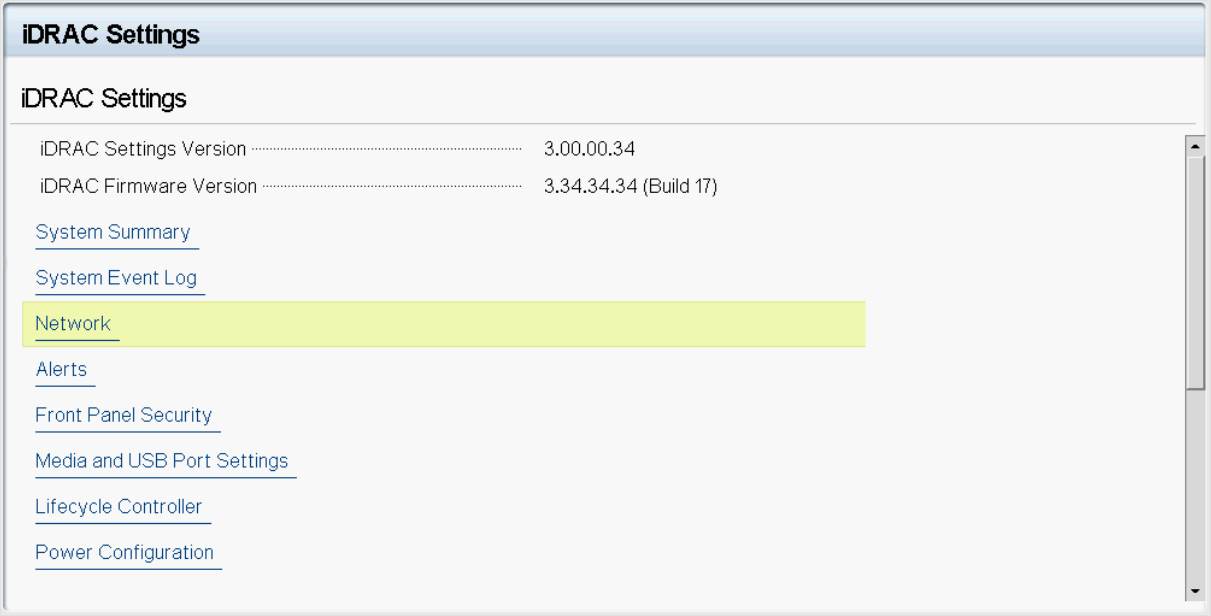 iDRAC Settings
iDRAC Settings
iDRAC Settings Version 3.00.00.34
iDRAC Firmware Version 3.34.34.34 (Build 17)
System Summary
System Event Log
Network
Alerts
Front Panel Security
Media and USB Port Settings
Lifecycle Controller
Power Configuration